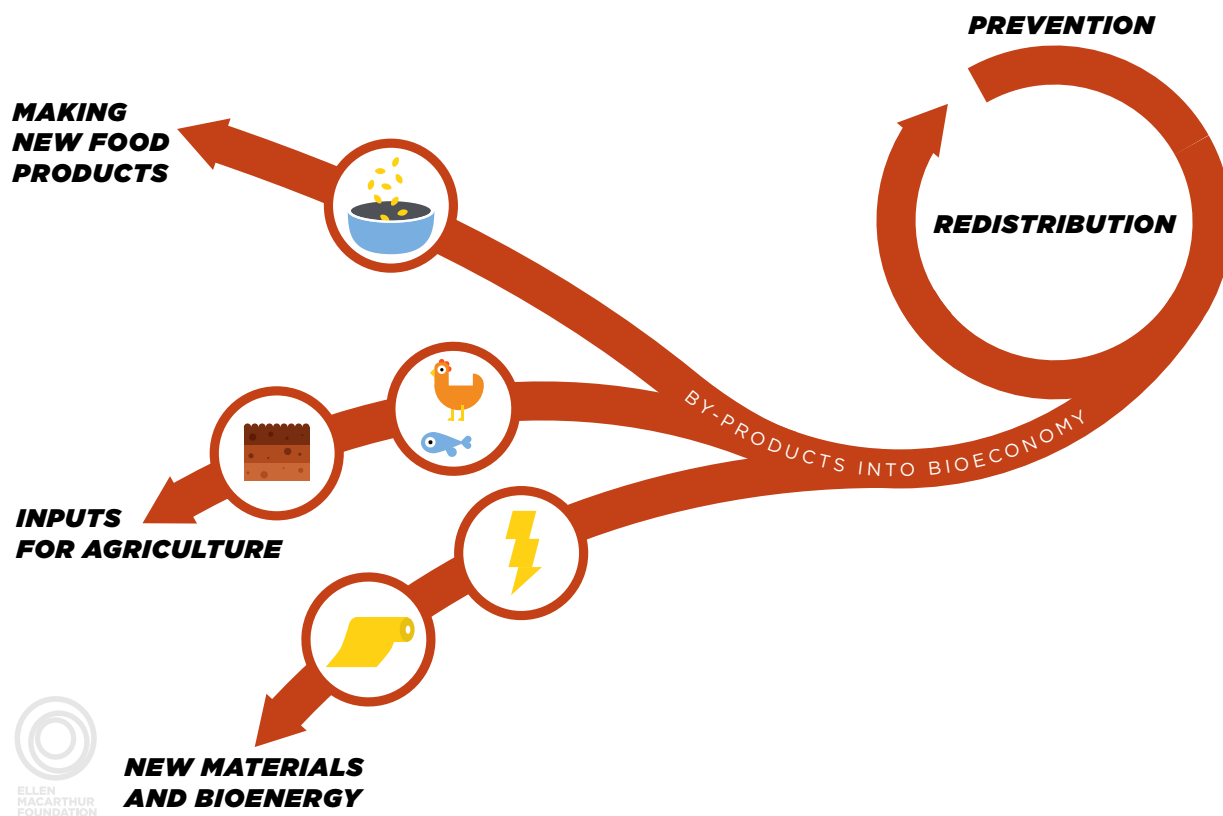 PREVENTION
MAKING
NEW FOOD
PRODUCTS
REDISTRIBUTION
BY-PRODUCTS INTO BIOECONOMY
INPUTS
FOR AGRICULTURE
NEW MATERIALS
AND BIOENERGY
ELLEN
MACARTHUR
FOUNDATION